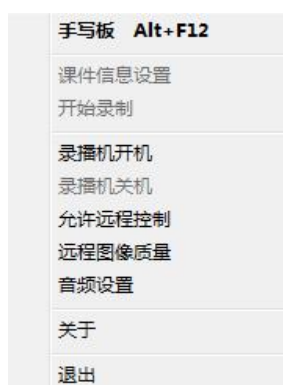 手写板 Alt+F12
课件信息设置
开始录制
录播机开机
录播机关机
允许远程控制
远程图像质量
音频设置
关于
退出